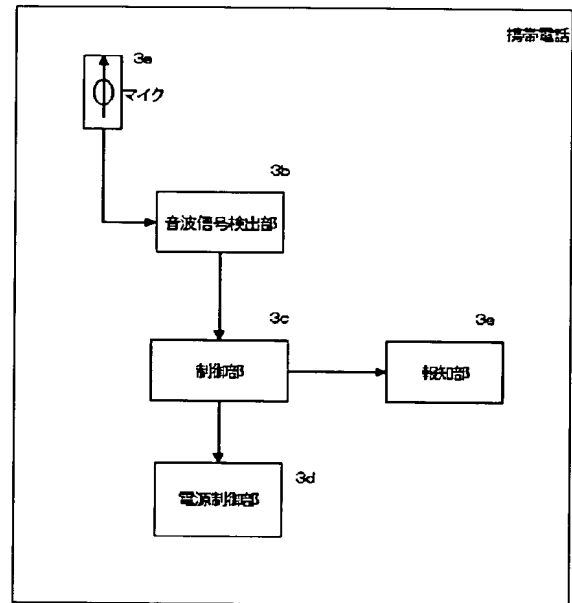 携帯電話
3a
マイク
3b
音波信号検出部
3c
3e
制御部
報知部
3d
電源制御部